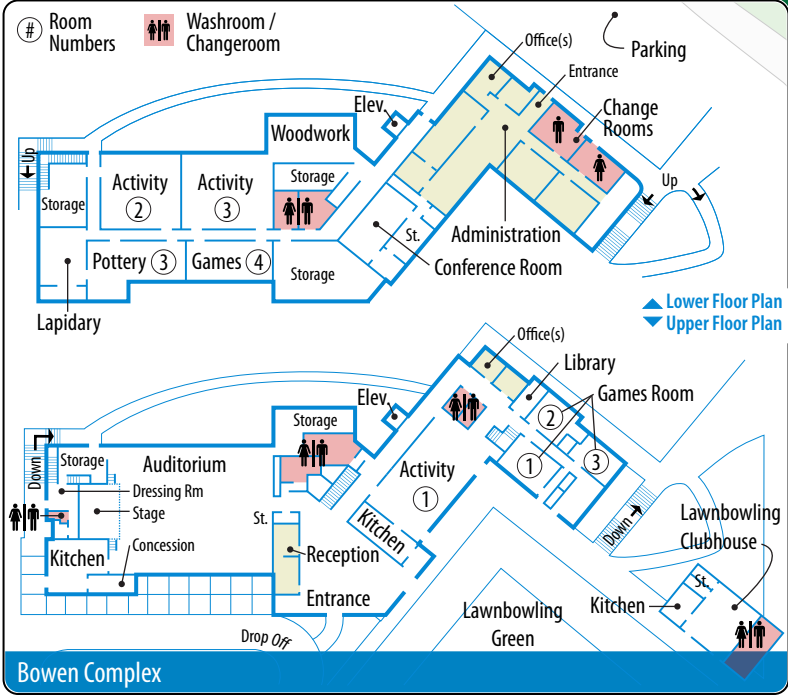 # Room Numbers
Washroom / Changeroom
Office(s)
Parking
Entrance
Elev.
Change Rooms
Woodwork
Up
Storage
Activity 2
Activity 3
Storage
Up
St.
Administration
Pottery 3
Games 4
Storage
Conference Room
Lapidary
Lower Floor Plan
Upper Floor Plan
Office(s)
Library
Games Room
Elev.
Storage
2
Down
Storage
Auditorium
Activity 1
1
3
Dressing Rm
Stage
St.
Kitchen
Down
Lawnbowling Clubhouse
Kitchen
Concession
Reception
St.
Kitchen
Entrance
Lawnbowling Green
Drop Off
Bowen Complex